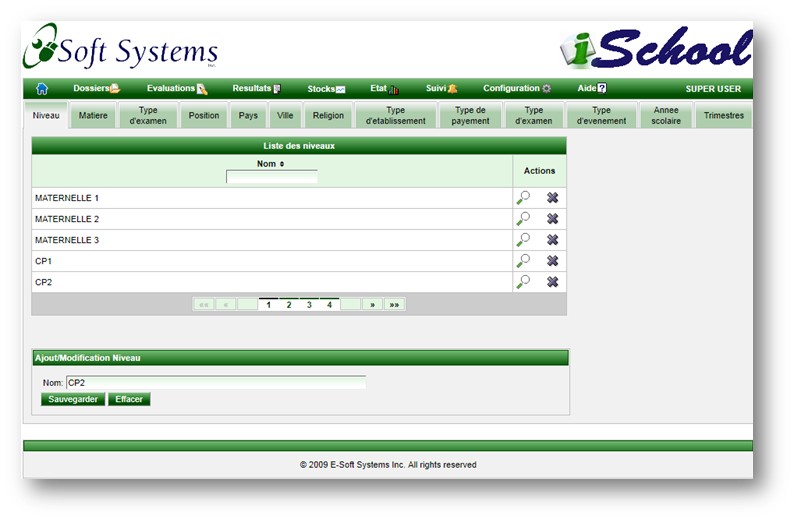 Soft Systems
Inc.
iSchool
Dossiers Evaluations Resultats Stocks Etat Suivi Configuration Aide SUPER USER
Niveau Matiere Type d'examen Position Pays Ville Religion Type d'etablissement Type de payement Type d'examen Type d'evenement Annee scolaire Trimestres
Liste des niveaux
Nom Actions
MATERNELLE 1
MATERNELLE 2
MATERNELLE 3
CP1
CP2
«« « 1 2 3 4 » »»
Ajout/Modification Niveau
Nom: CP2
Sauvegarder Effacer
© 2009 E-Soft Systems Inc. All rights reserved